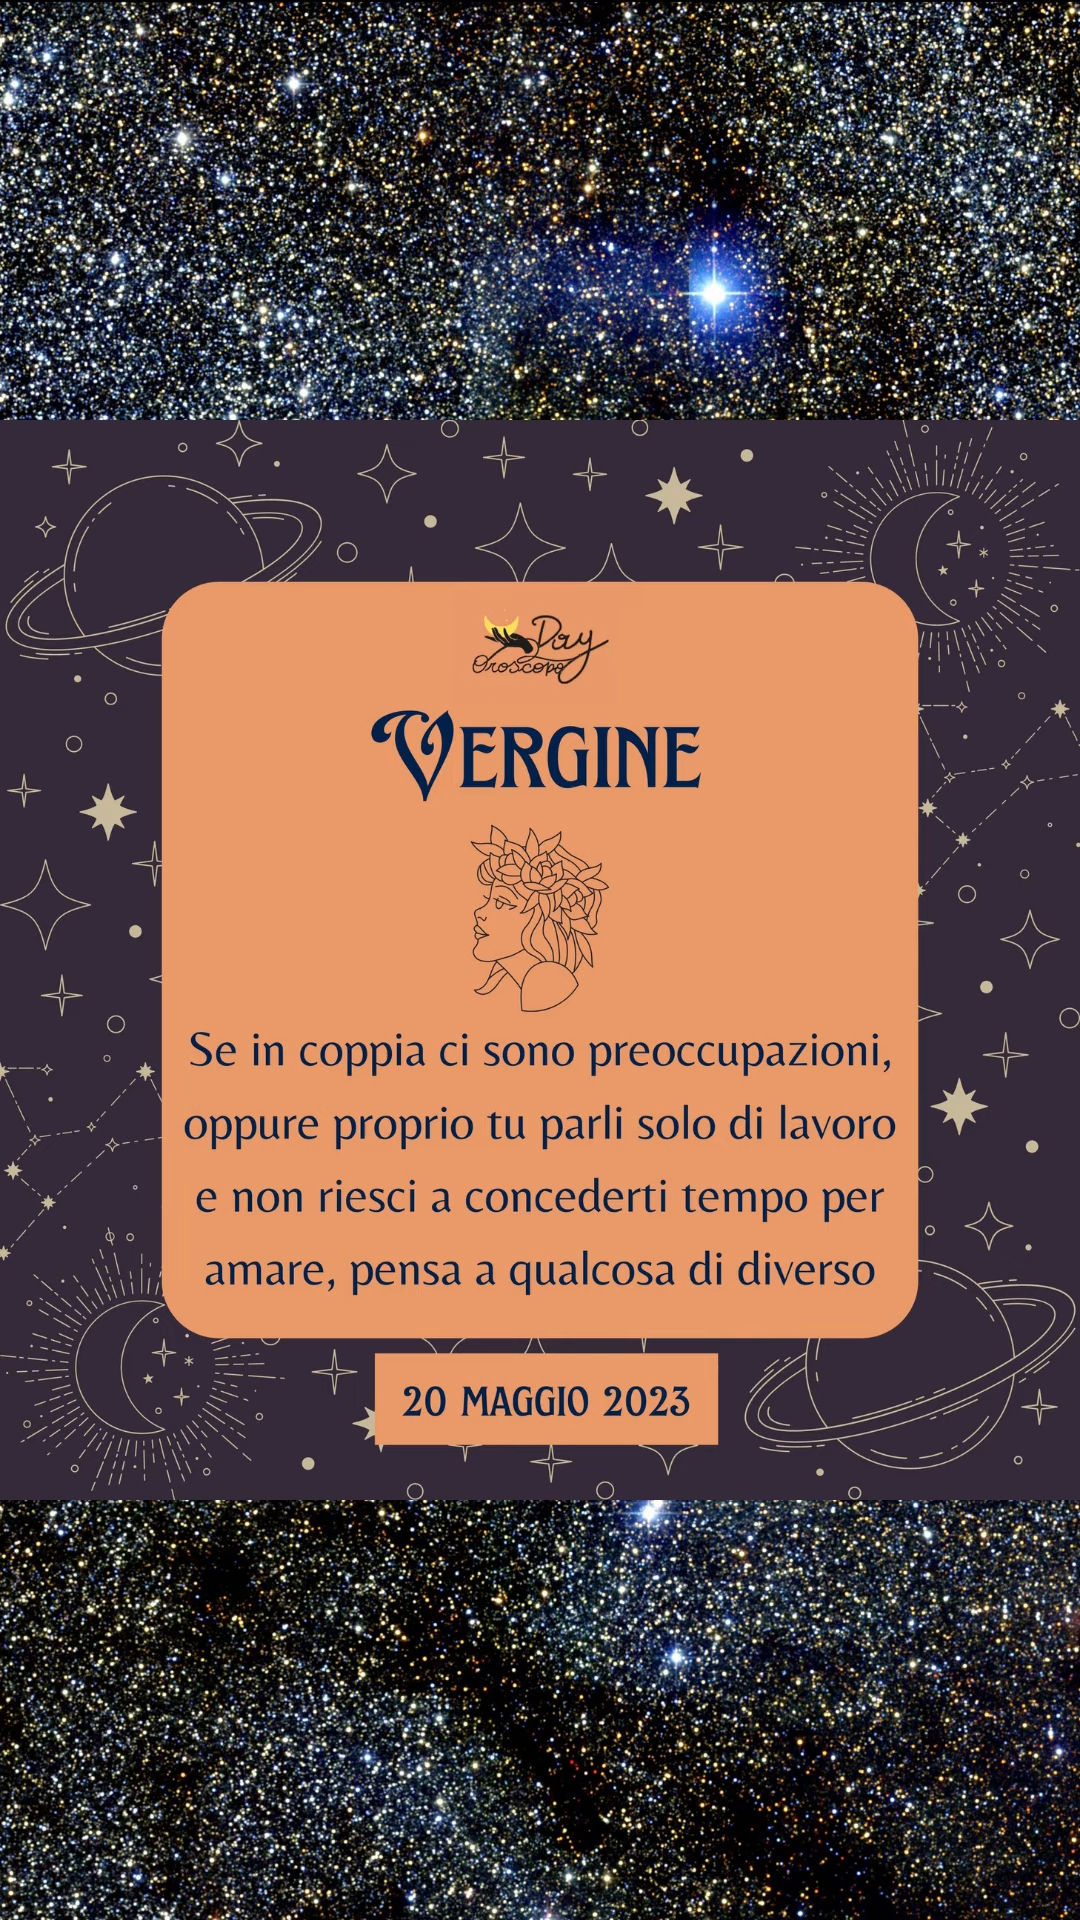 Day
Oroscopo
VERGINE
Se in coppia ci sono preoccupazioni,
oppure proprio tu parli solo di lavoro
e non riesci a concederti tempo per
amare, pensa a qualcosa di diverso
20 MAGGIO 2023